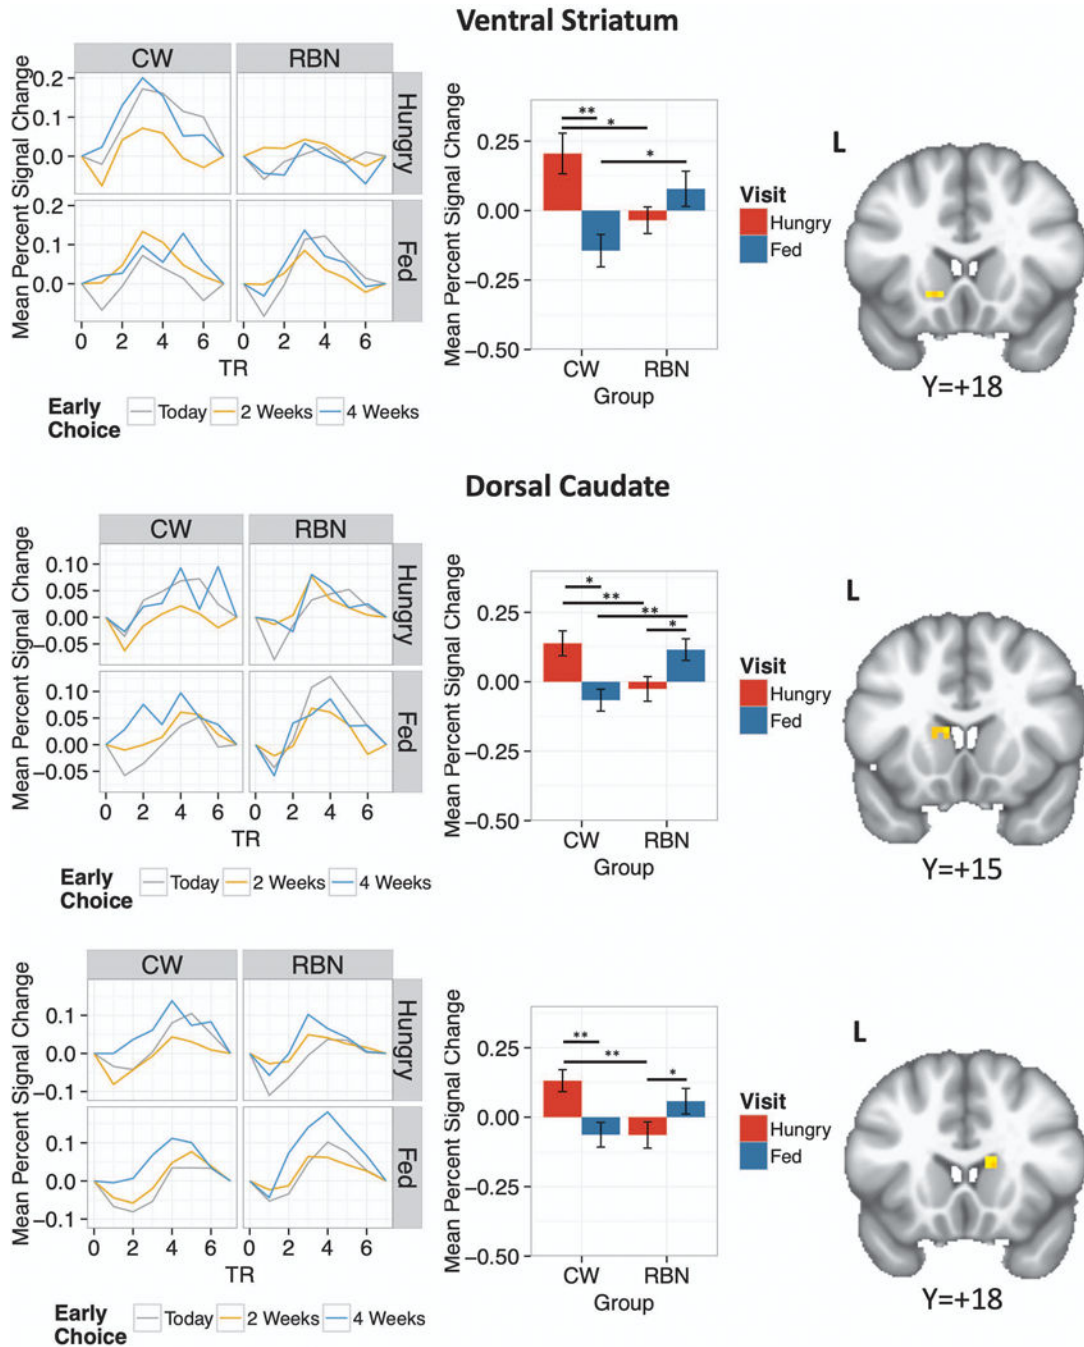 Ventral Striatum
CW RBN
Mean Percent Signal Change
0.2
0.1
0.0
Hungry
0.2
0.1
0.0
Fed
0 2 4 6 0 2 4 6
TR
Early Choice Today 2 Weeks 4 Weeks
Mean Percent Signal Change
0.25
0.00
−0.25
−0.50
** * *
CW RBN
Group
Visit
Hungry
Fed
L
Y=+18
Dorsal Caudate
CW RBN
Mean Percent Signal Change
0.10
0.05
0.00
−0.05
Hungry
0.10
0.05
0.00
−0.05
Fed
0 2 4 6 0 2 4 6
TR
Early Choice Today 2 Weeks 4 Weeks
Mean Percent Signal Change
0.25
0.00
−0.25
−0.50
* ** ** *
CW RBN
Group
Visit
Hungry
Fed
L
Y=+15
CW RBN
Mean Percent Signal Change
0.1
0.0
−0.1
Hungry
0.1
0.0
−0.1
Fed
0 2 4 6 0 2 4 6
TR
Early Choice Today 2 Weeks 4 Weeks
Mean Percent Signal Change
0.25
0.00
−0.25
−0.50
** ** *
CW RBN
Group
Visit
Hungry
Fed
L
Y=+18